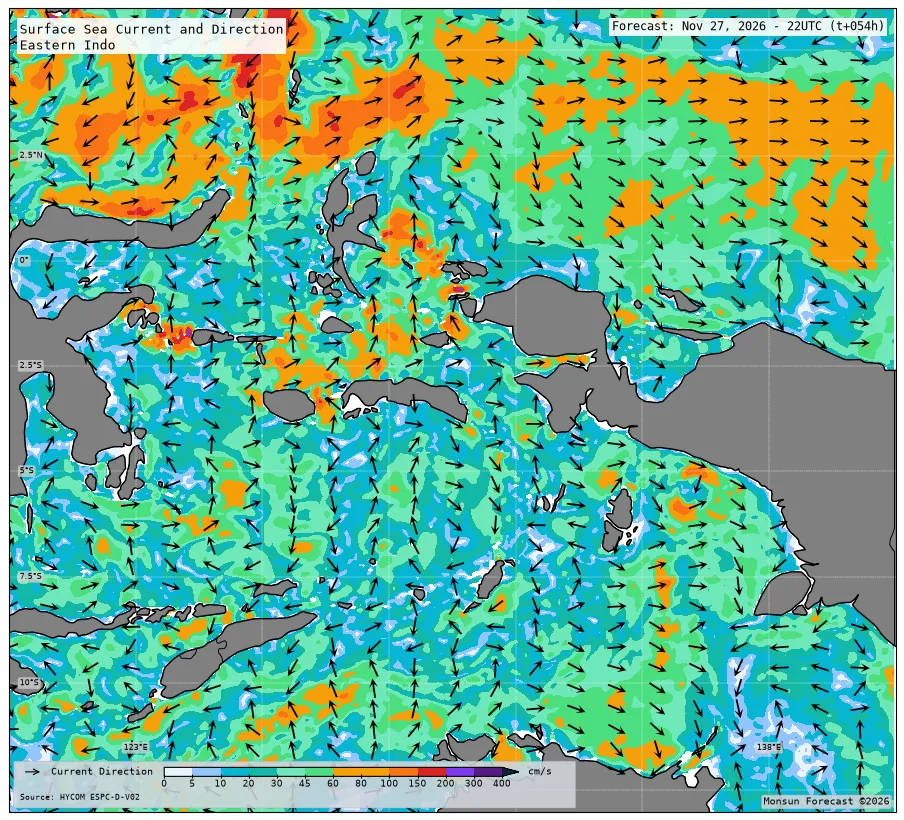 Surface Sea Current and Direction
Eastern Indo
Forecast: Nov 27, 2026 - 22UTC (t+054h)
2.5°N
0°
2.5°S
5°S
7.5°S
10°S
123°E
138°E
Current Direction
0 5 10 20 30 45 60 80 100 150 200 300 400 cm/s
Source: HYCOM ESPC-D-V02
Monsun Forecast ©2026